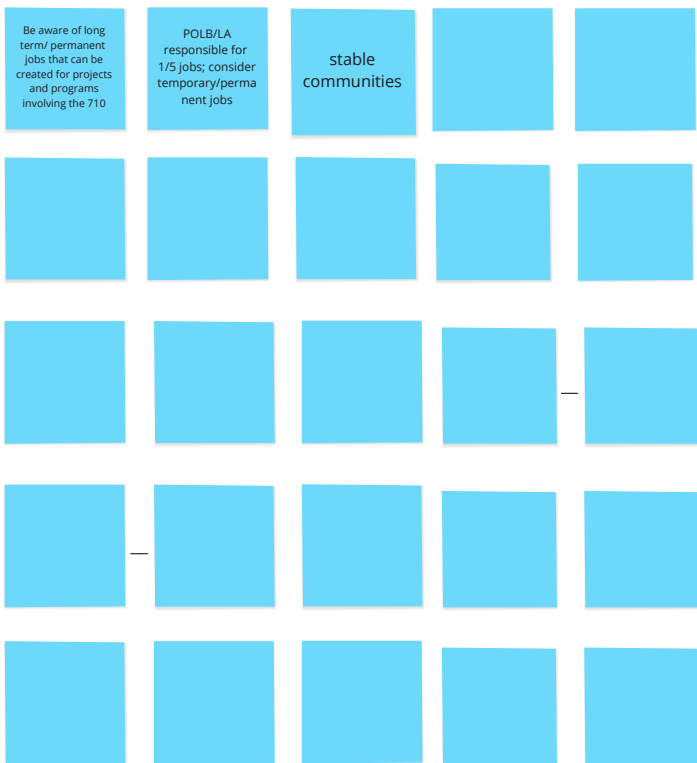 Be aware of long
term/ permanent
jobs that can be
created for projects
and programs
involving the 710
POLB/LA
responsible for
1/5 jobs; consider
temporary/perma
nent jobs
stable
communities